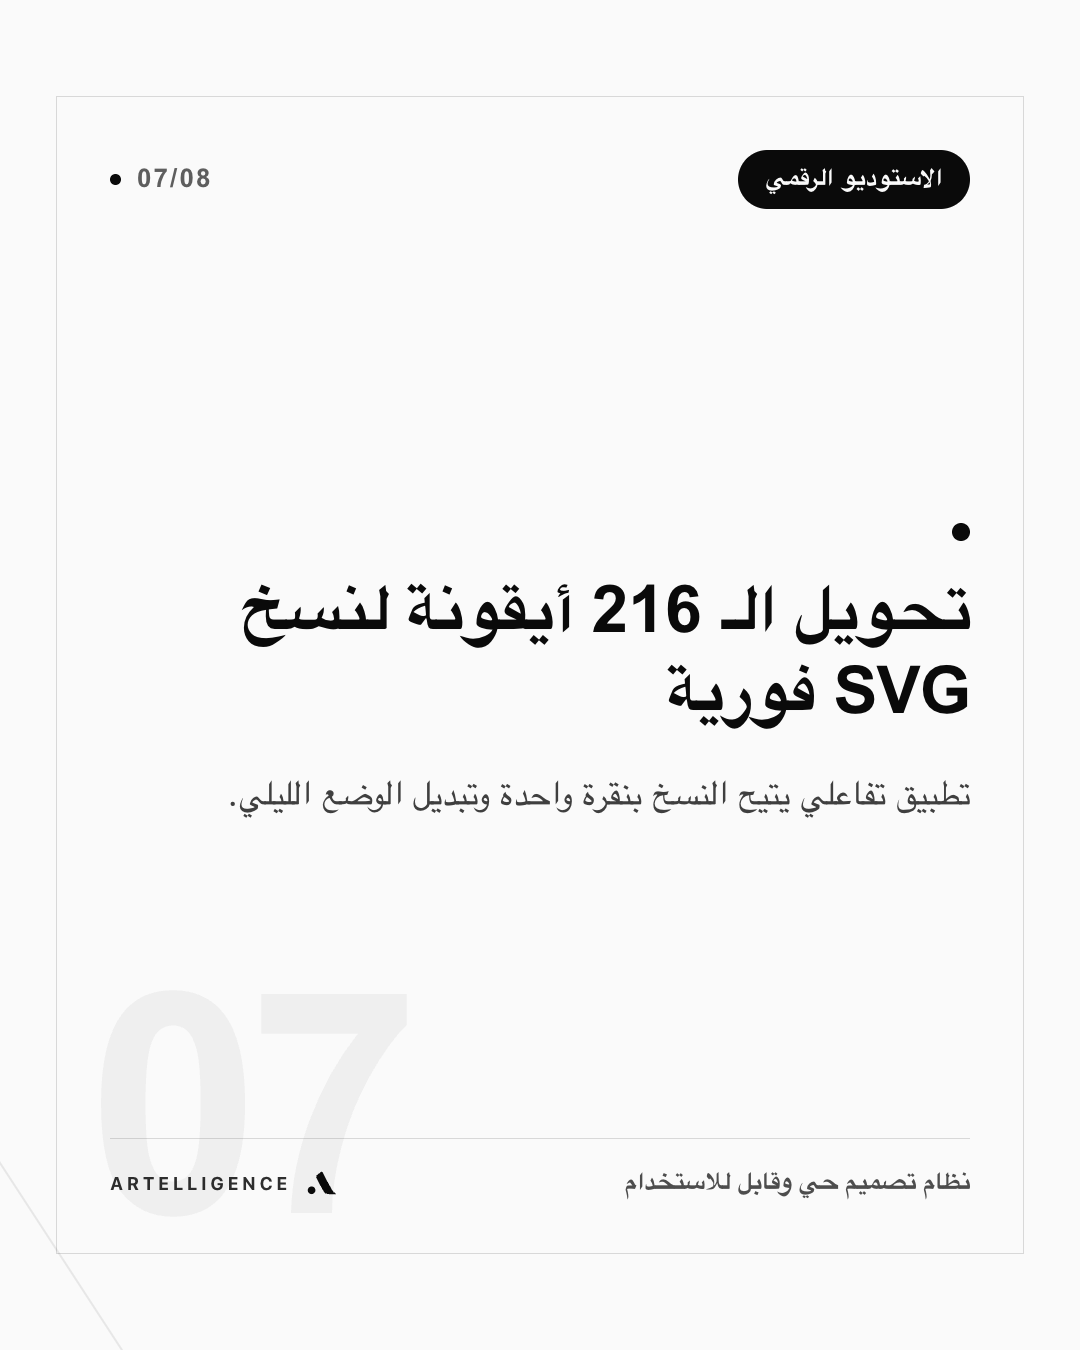 الاستوديو الرقمي
07/08
تحويل الـ 216 أيقونة لنسخ
SVG فورية
تطبيق تفاعلي يتيح النسخ بنقرة واحدة وتبديل الوضع الليلي.
07
نظام تصميم حي وقابل للاستخدام
ARTELLIGENCE